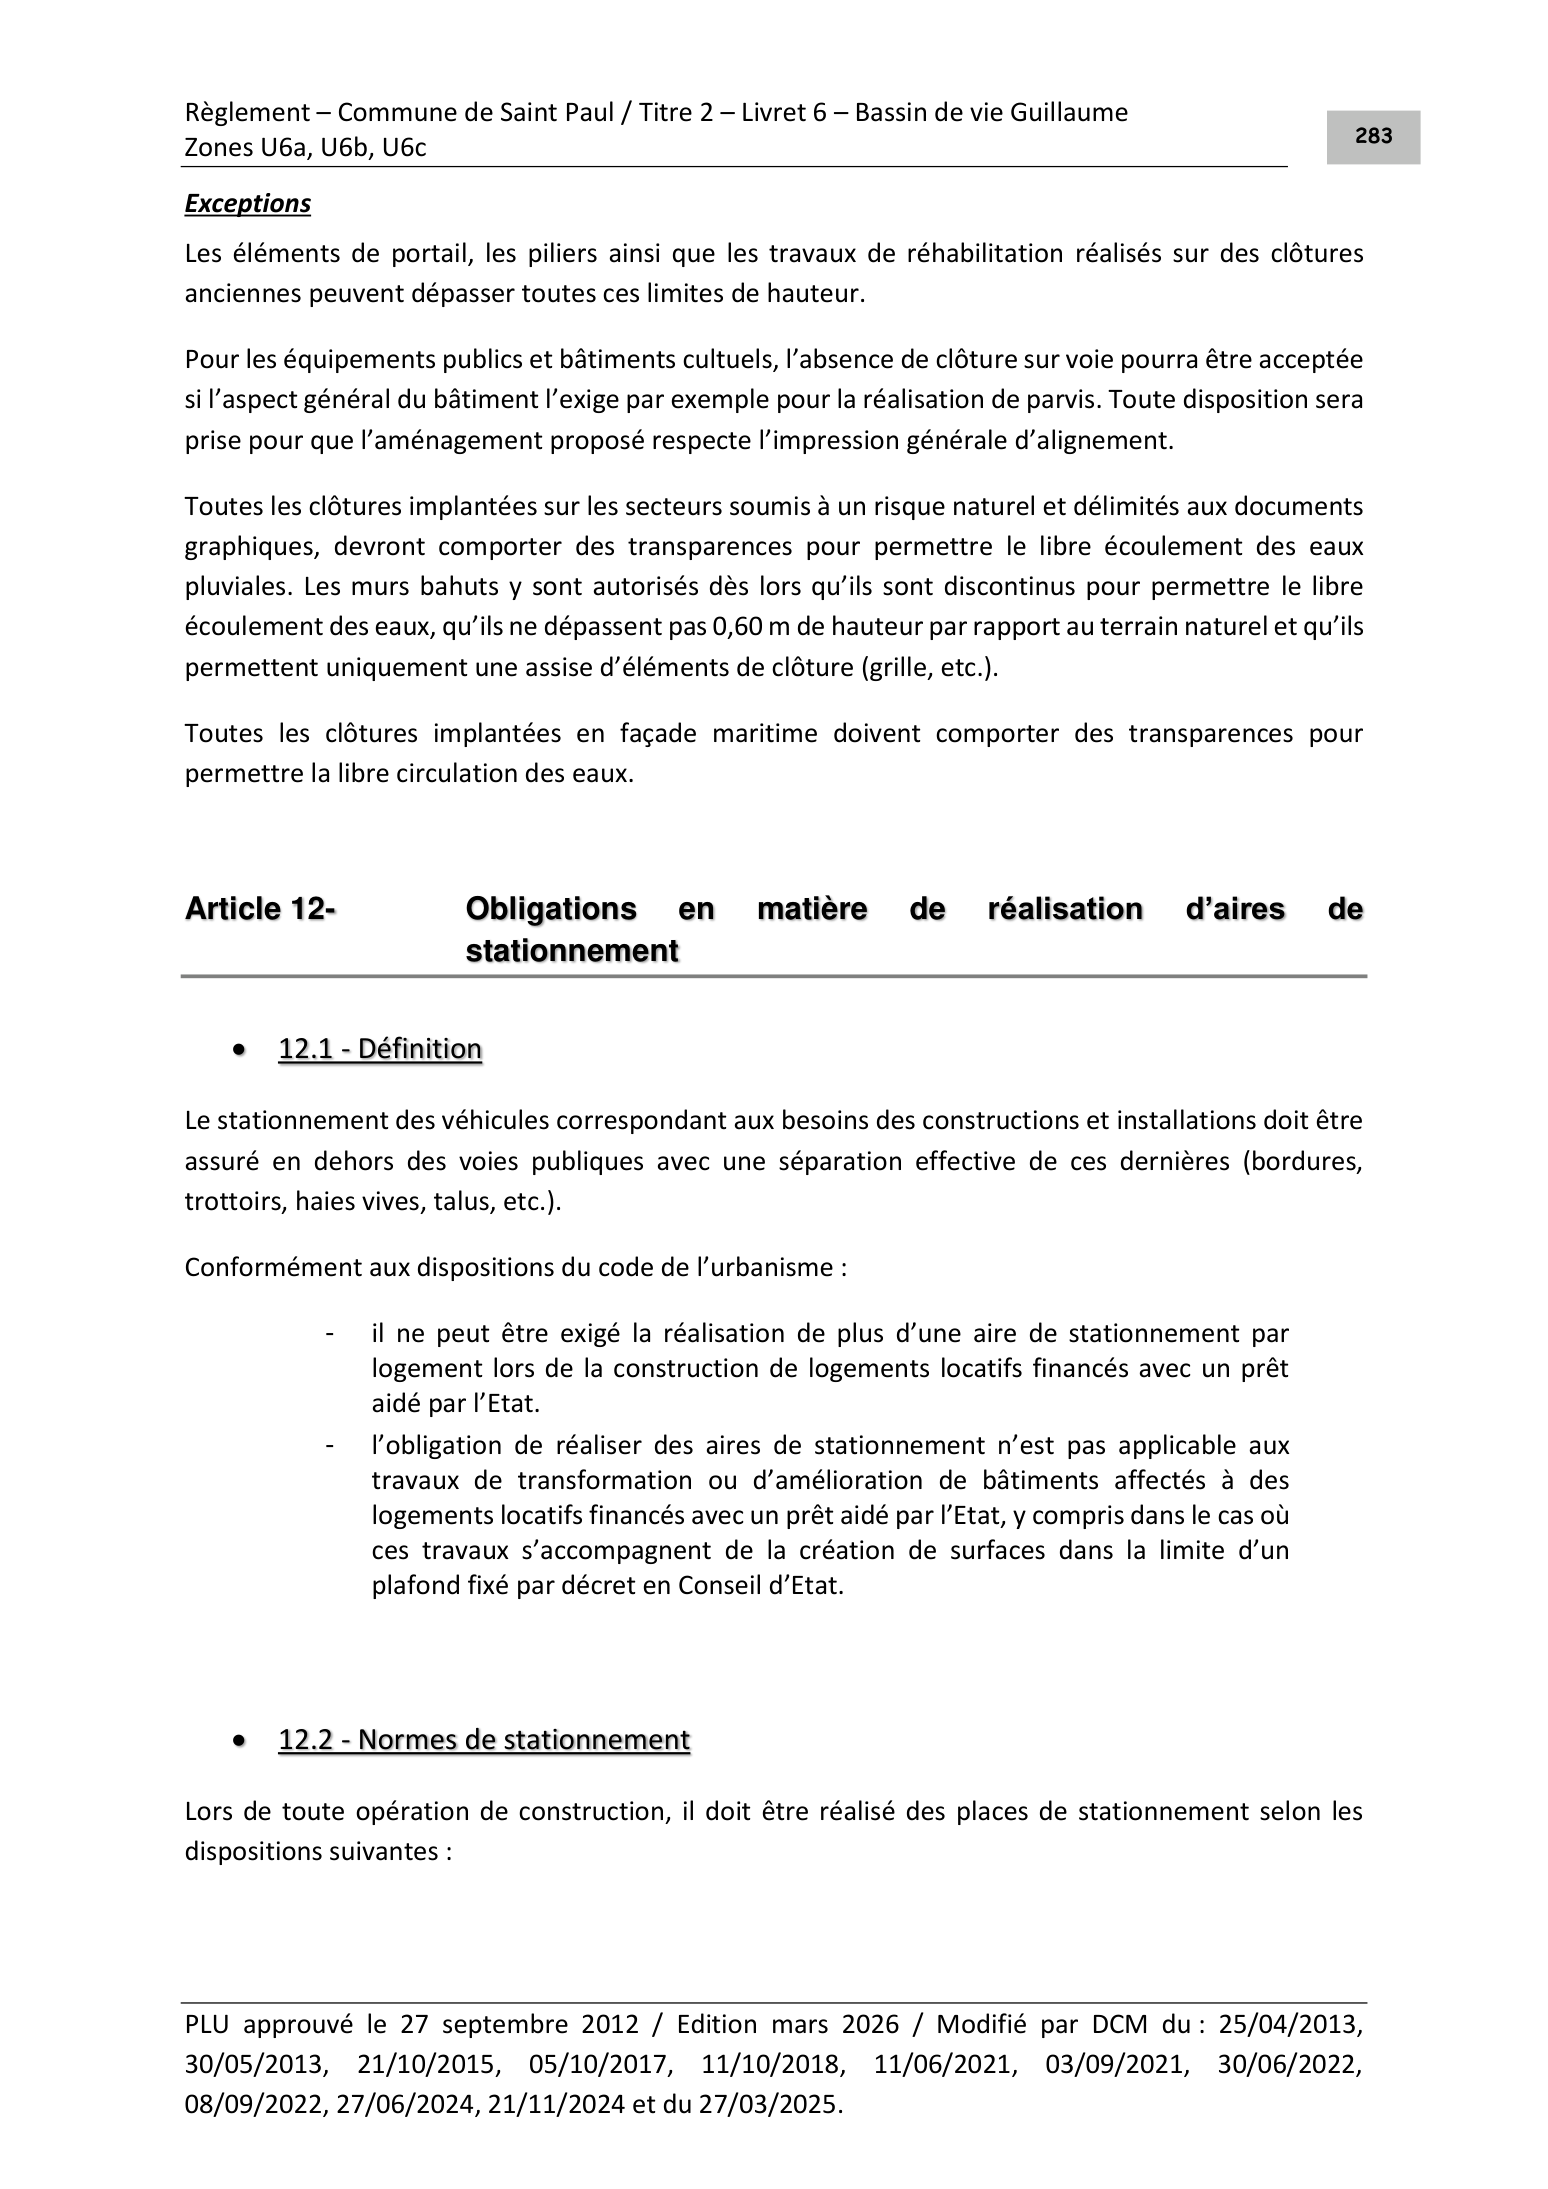 Règlement – Commune de Saint Paul / Titre 2 – Livret 6 – Bassin de vie Guillaume
Zones U6a, U6b, U6c
283
Exceptions
Les éléments de portail, les piliers ainsi que les travaux de réhabilitation réalisés sur des clôtures
anciennes peuvent dépasser toutes ces limites de hauteur.
Pour les équipements publics et bâtiments cultuels, l’absence de clôture sur voie pourra être acceptée
si l’aspect général du bâtiment l’exige par exemple pour la réalisation de parvis. Toute disposition sera
prise pour que l’aménagement proposé respecte l’impression générale d’alignement.
Toutes les clôtures implantées sur les secteurs soumis à un risque naturel et délimités aux documents
graphiques, devront comporter des transparences pour permettre le libre écoulement des eaux
pluviales. Les murs bahuts y sont autorisés dès lors qu’ils sont discontinus pour permettre le libre
écoulement des eaux, qu’ils ne dépassent pas 0,60 m de hauteur par rapport au terrain naturel et qu’ils
permettent uniquement une assise d’éléments de clôture (grille, etc.).
Toutes les clôtures implantées en façade maritime doivent comporter des transparences pour
permettre la libre circulation des eaux.
Article 12- Obligations en matière de réalisation d’aires de
stationnement
• 12.1 - Définition
Le stationnement des véhicules correspondant aux besoins des constructions et installations doit être
assuré en dehors des voies publiques avec une séparation effective de ces dernières (bordures,
trottoirs, haies vives, talus, etc.).
Conformément aux dispositions du code de l’urbanisme :
- il ne peut être exigé la réalisation de plus d’une aire de stationnement par
logement lors de la construction de logements locatifs financés avec un prêt
aidé par l’Etat.
- l’obligation de réaliser des aires de stationnement n’est pas applicable aux
travaux de transformation ou d’amélioration de bâtiments affectés à des
logements locatifs financés avec un prêt aidé par l’Etat, y compris dans le cas où
ces travaux s’accompagnent de la création de surfaces dans la limite d’un
plafond fixé par décret en Conseil d’Etat.
• 12.2 - Normes de stationnement
Lors de toute opération de construction, il doit être réalisé des places de stationnement selon les
dispositions suivantes :
PLU approuvé le 27 septembre 2012 / Edition mars 2026 / Modifié par DCM du : 25/04/2013,
30/05/2013, 21/10/2015, 05/10/2017, 11/10/2018, 11/06/2021, 03/09/2021, 30/06/2022,
08/09/2022, 27/06/2024, 21/11/2024 et du 27/03/2025.